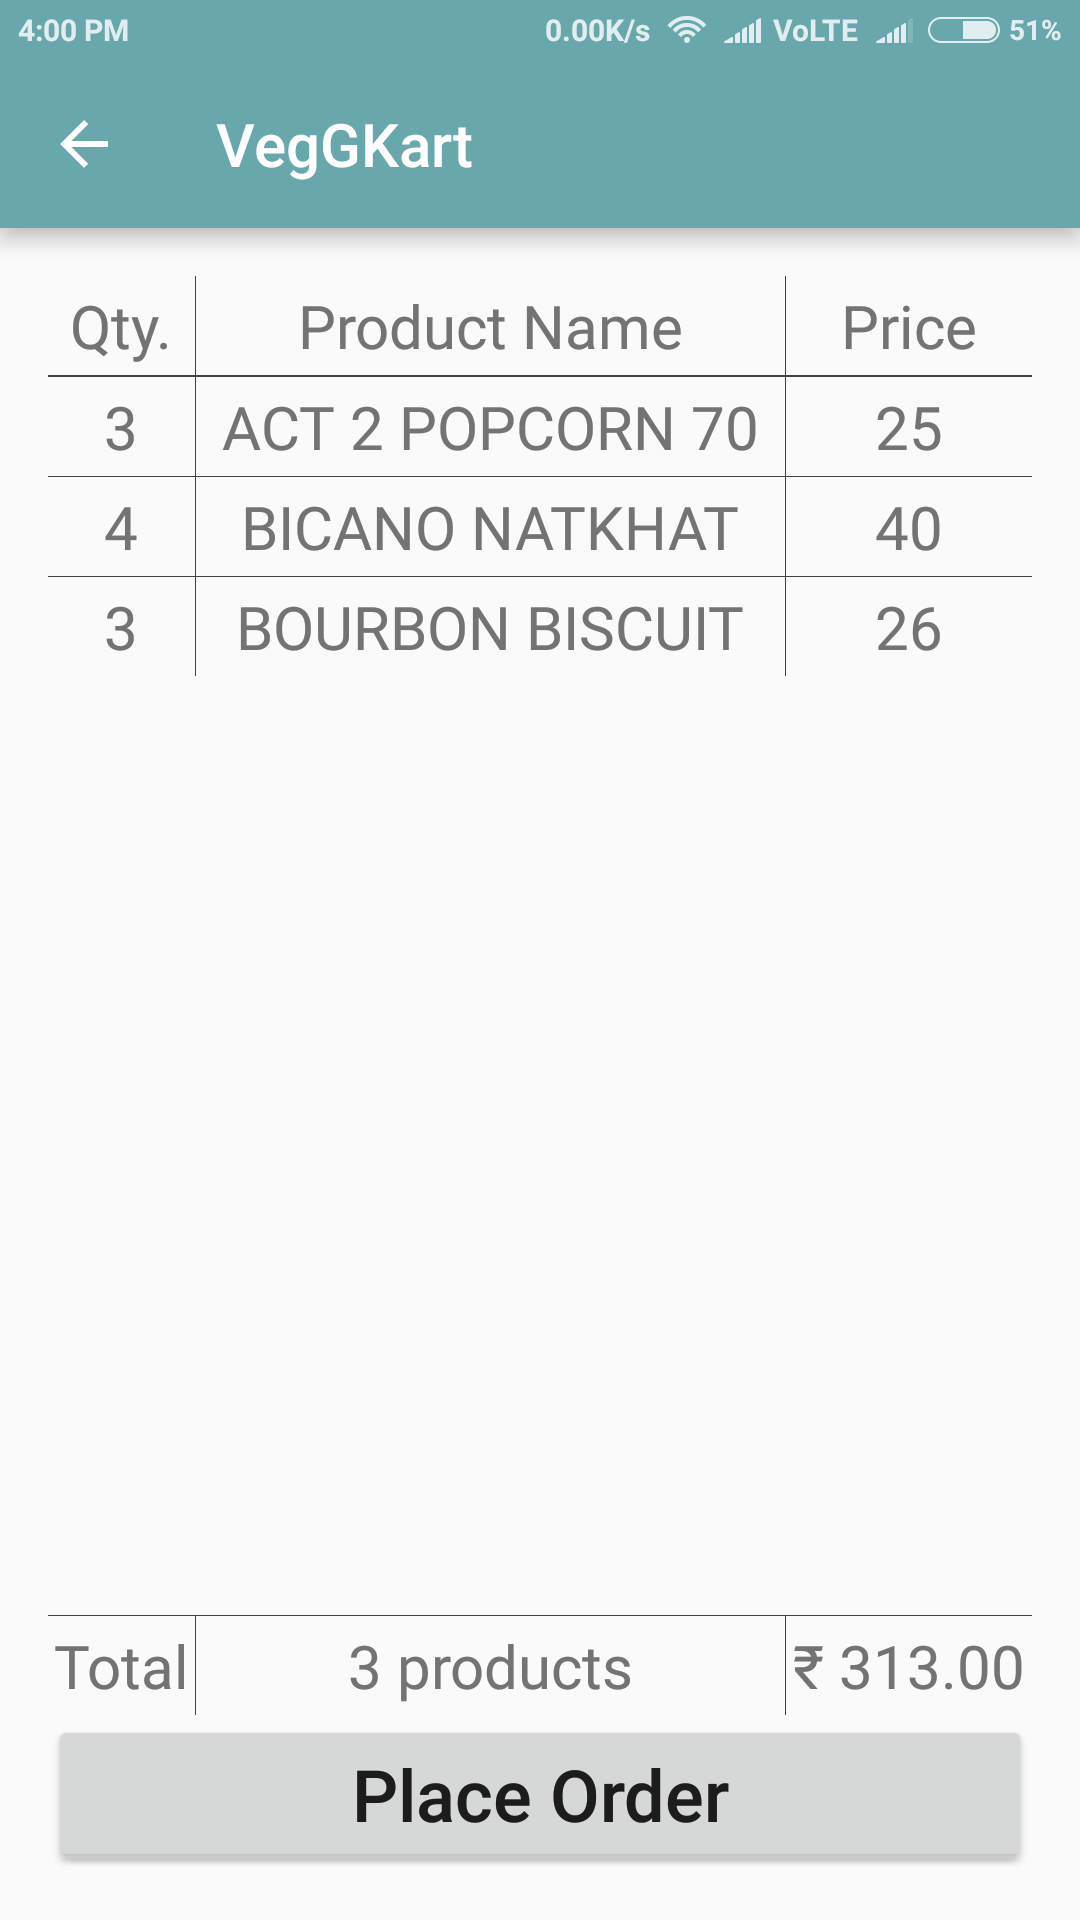 4:00 PM 0.00K/s VoLTE 51%
VegGKart
Qty. Product Name Price
3 ACT 2 POPCORN 70 25
4 BICANO NATKHAT 40
3 BOURBON BISCUIT 26
Total 3 products ₹ 313.00
Place Order